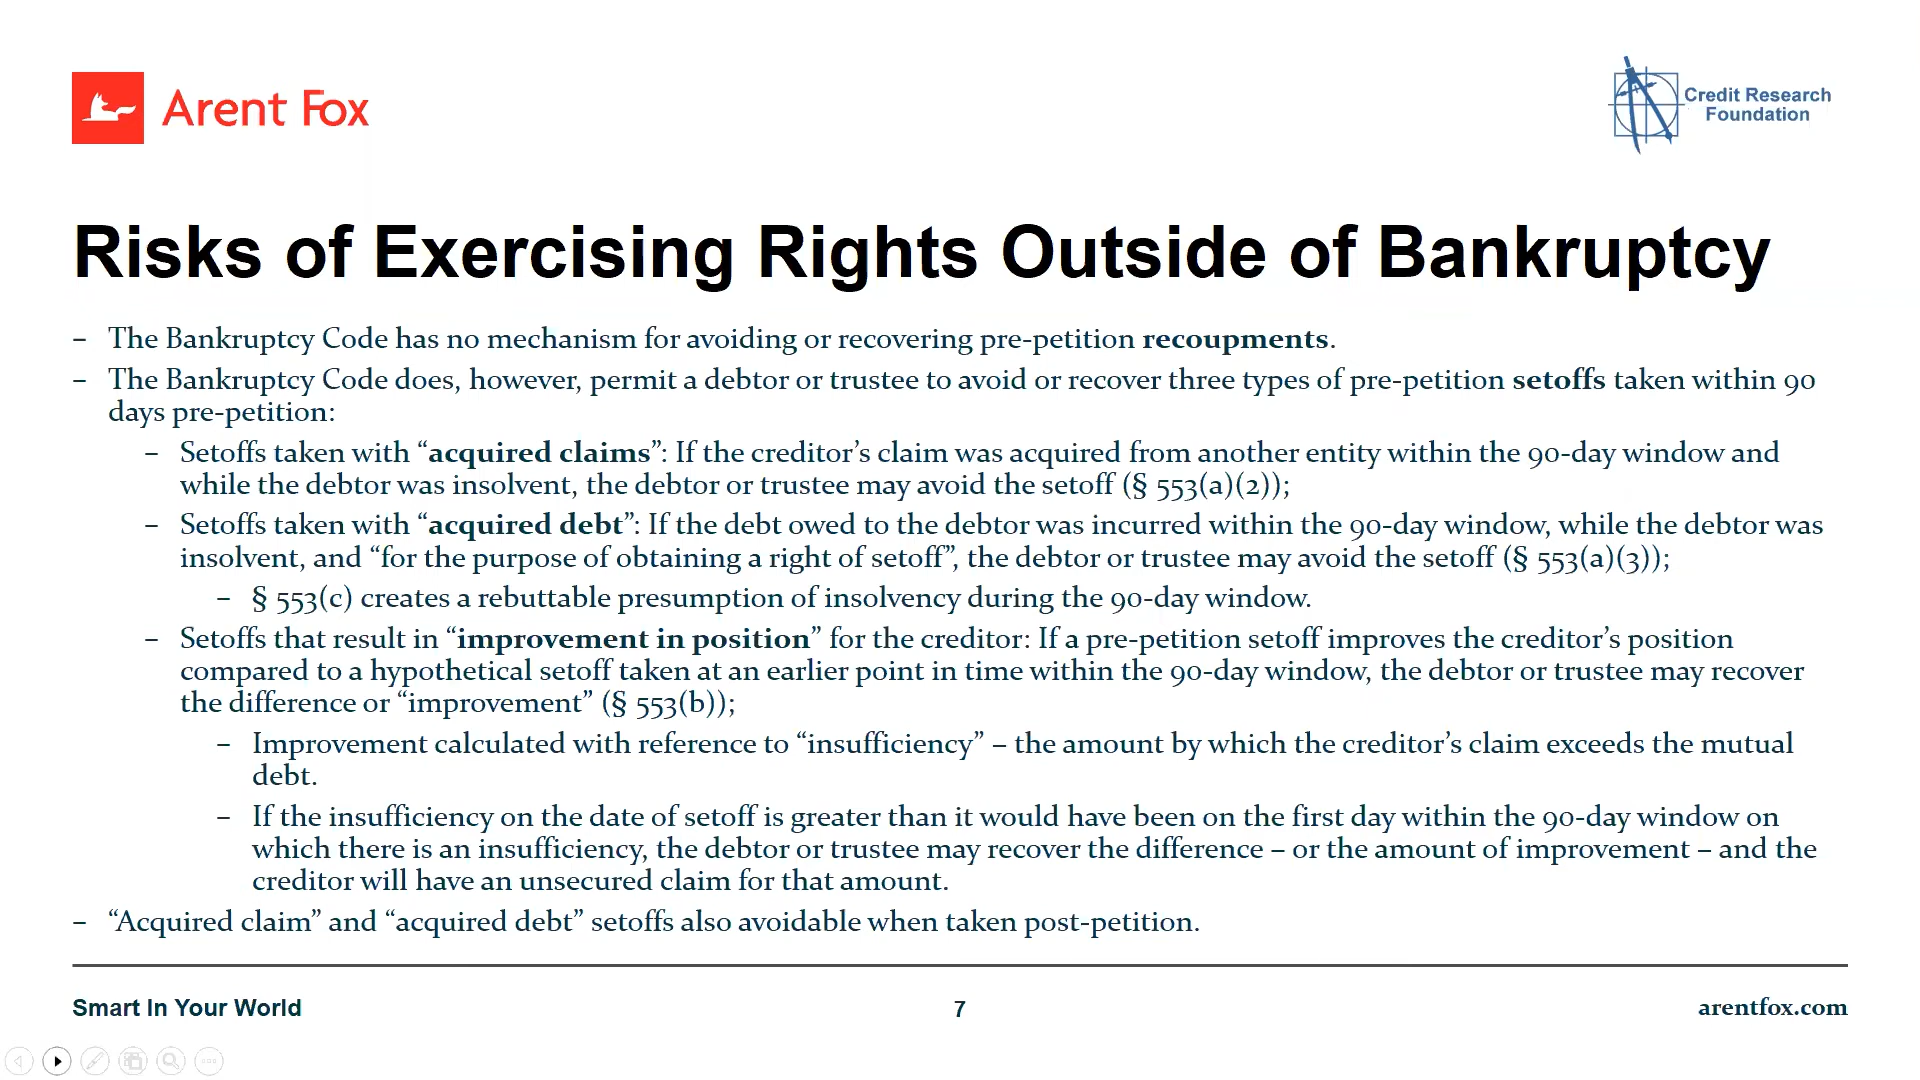 Arent Fox
Credit Research
Foundation
Risks of Exercising Rights Outside of Bankruptcy
– The Bankruptcy Code has no mechanism for avoiding or recovering pre-petition recoupments.
– The Bankruptcy Code does, however, permit a debtor or trustee to avoid or recover three types of pre-petition setoffs taken within 90
days pre-petition:
– Setoffs taken with “acquired claims”: If the creditor’s claim was acquired from another entity within the 90-day window and
while the debtor was insolvent, the debtor or trustee may avoid the setoff (§ 553(a)(2));
– Setoffs taken with “acquired debt”: If the debt owed to the debtor was incurred within the 90-day window, while the debtor was
insolvent, and “for the purpose of obtaining a right of setoff”, the debtor or trustee may avoid the setoff (§ 553(a)(3));
– § 553(c) creates a rebuttable presumption of insolvency during the 90-day window.
– Setoffs that result in “improvement in position” for the creditor: If a pre-petition setoff improves the creditor’s position
compared to a hypothetical setoff taken at an earlier point in time within the 90-day window, the debtor or trustee may recover
the difference or “improvement” (§ 553(b));
– Improvement calculated with reference to “insufficiency” – the amount by which the creditor’s claim exceeds the mutual
debt.
– If the insufficiency on the date of setoff is greater than it would have been on the first day within the 90-day window on
which there is an insufficiency, the debtor or trustee may recover the difference – or the amount of improvement – and the
creditor will have an unsecured claim for that amount.
– “Acquired claim” and “acquired debt” setoffs also avoidable when taken post-petition.
Smart In Your World
7
arentfox.com